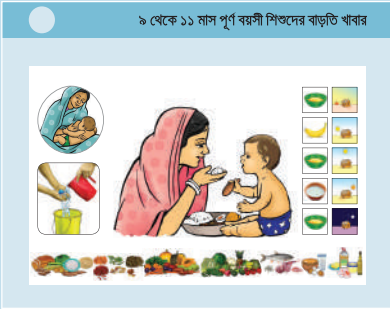 ৯ থেকে ১১ মাস পূর্ণ বয়সী শিশুদের বাড়তি খাবার